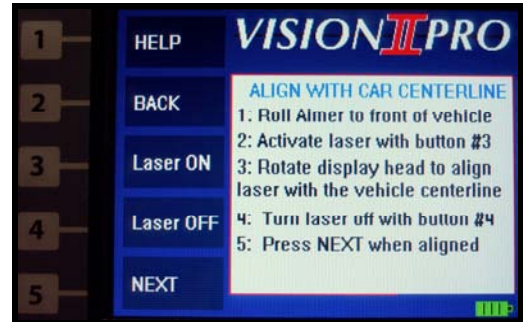 VISION II PRO
1 HELP
2 BACK
3 Laser ON
4 Laser OFF
5 NEXT
ALIGN WITH CAR CENTERLINE
1: Roll Aimer to front of vehicle
2: Activate laser with button #3
3: Rotate display head to align
laser with the vehicle centerline
4: Turn laser off with button #4
5: Press NEXT when aligned